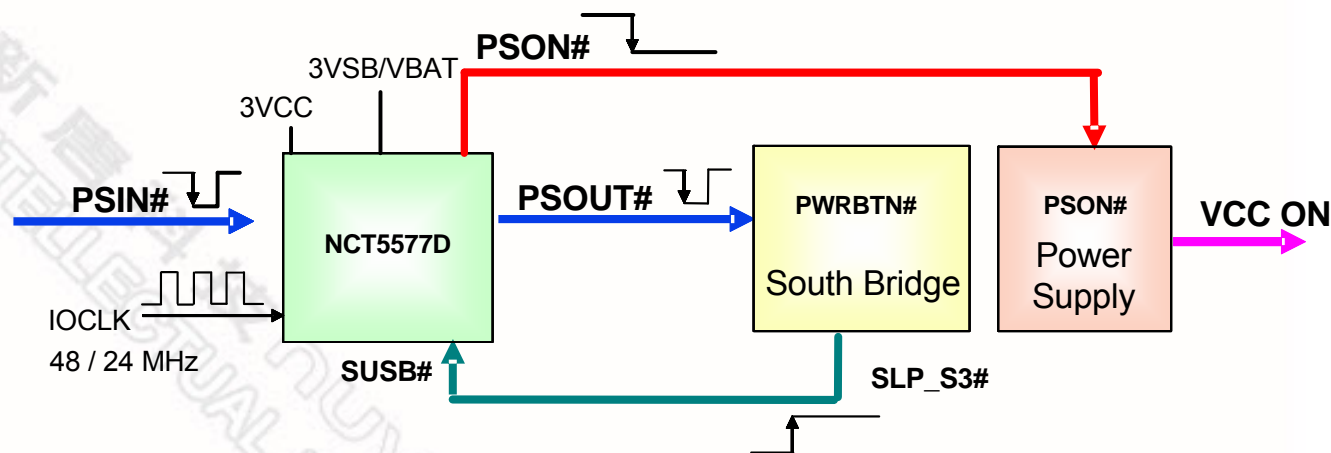 PSON#
3VSB/VBAT
3VCC
PSIN#
PSOUT#
NCT5577D
PWRBTN#
South Bridge
PSON#
Power
Supply
VCC ON
IOCLK
48 / 24 MHz
SUSB#
SLP_S3#